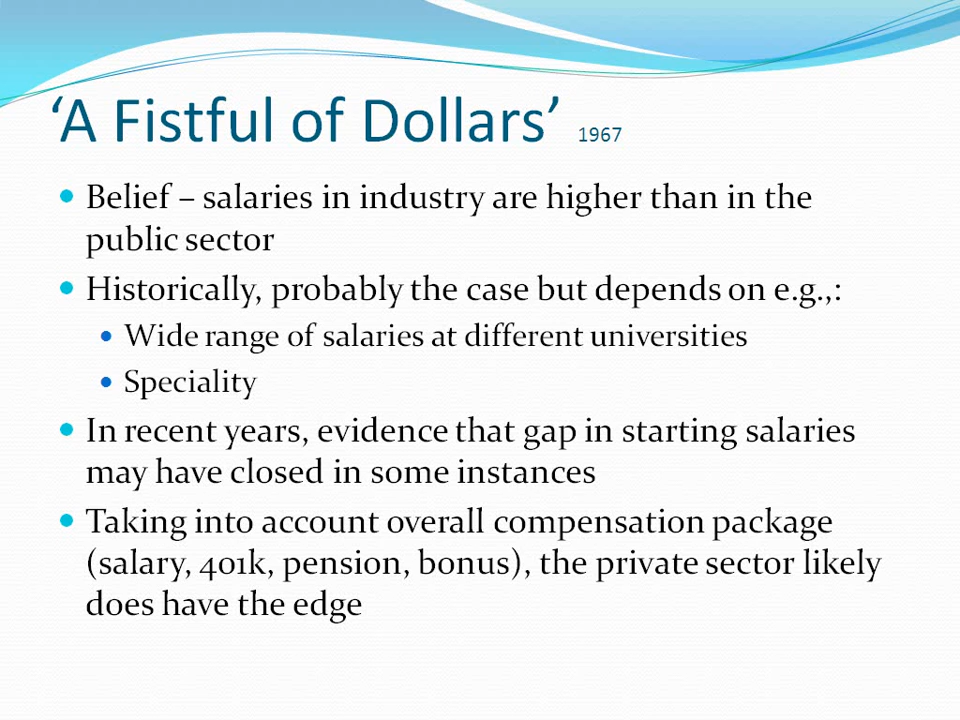 ‘A Fistful of Dollars’ 1967
Belief – salaries in industry are higher than in the
public sector
Historically, probably the case but depends on e.g.,:
Wide range of salaries at different universities
Speciality
In recent years, evidence that gap in starting salaries
may have closed in some instances
Taking into account overall compensation package
(salary, 401k, pension, bonus), the private sector likely
does have the edge